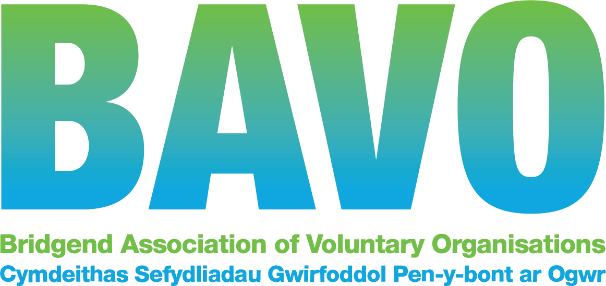 BAVO
Bridgend Association of Voluntary Organisations
Cymdeithas Sefydliadau Gwirfoddol Pen-y-bont ar Ogwr